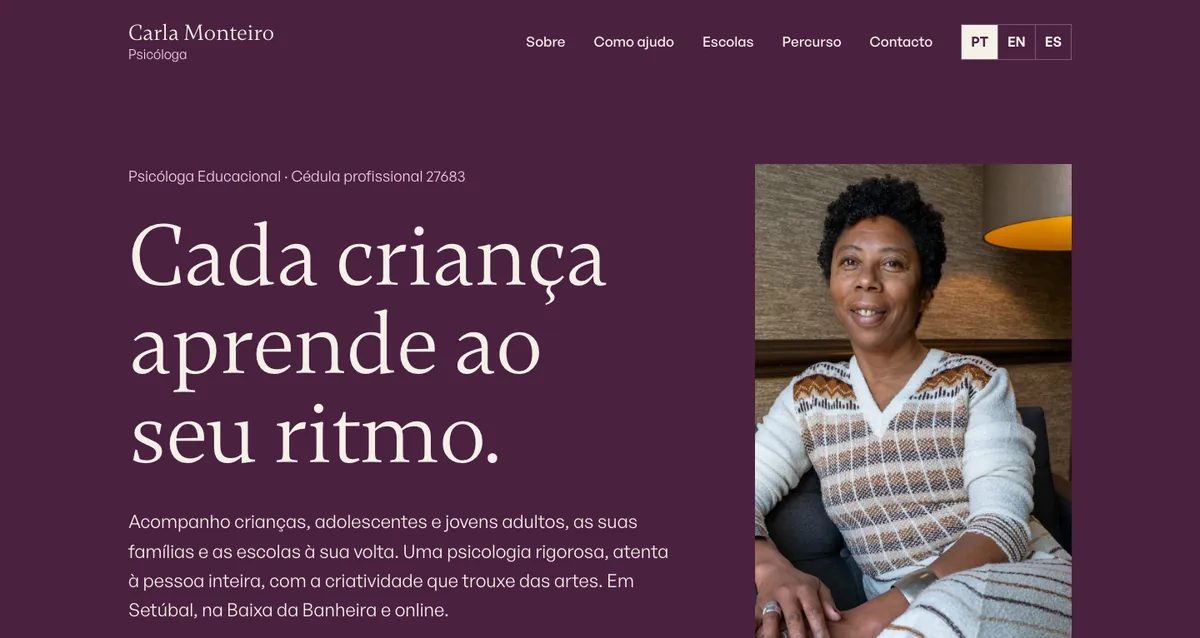 Carla Monteiro
Psicóloga
Sobre
Como ajudo
Escolas
Percurso
Contacto
PT
EN
ES
Psicóloga Educacional · Cédula profissional 27683
Cada criança
aprende ao
seu ritmo.
Acompanho crianças, adolescentes e jovens adultos, as suas
famílias e as escolas à sua volta. Uma psicologia rigorosa, atenta
à pessoa inteira, com a criatividade que trouxe das artes. Em
Setúbal, na Baixa da Banheira e online.